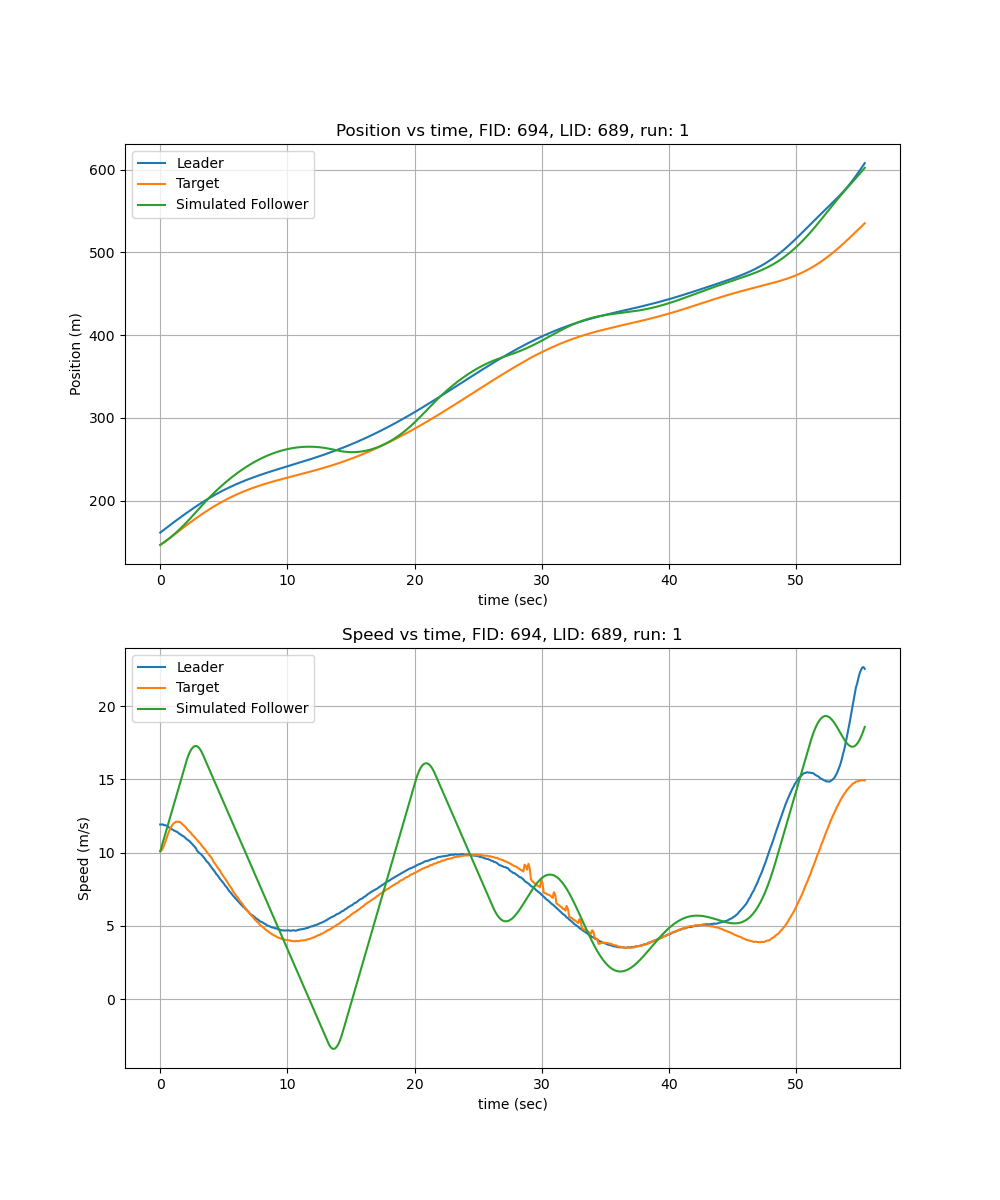 Position vs time, FID: 694, LID: 689, run: 1
Leader
Target
Simulated Follower
Position (m)
600
500
400
300
200
0 10 20 30 40 50
time (sec)
Speed vs time, FID: 694, LID: 689, run: 1
Leader
Target
Simulated Follower
Speed (m/s)
20
15
10
5
0
0 10 20 30 40 50
time (sec)